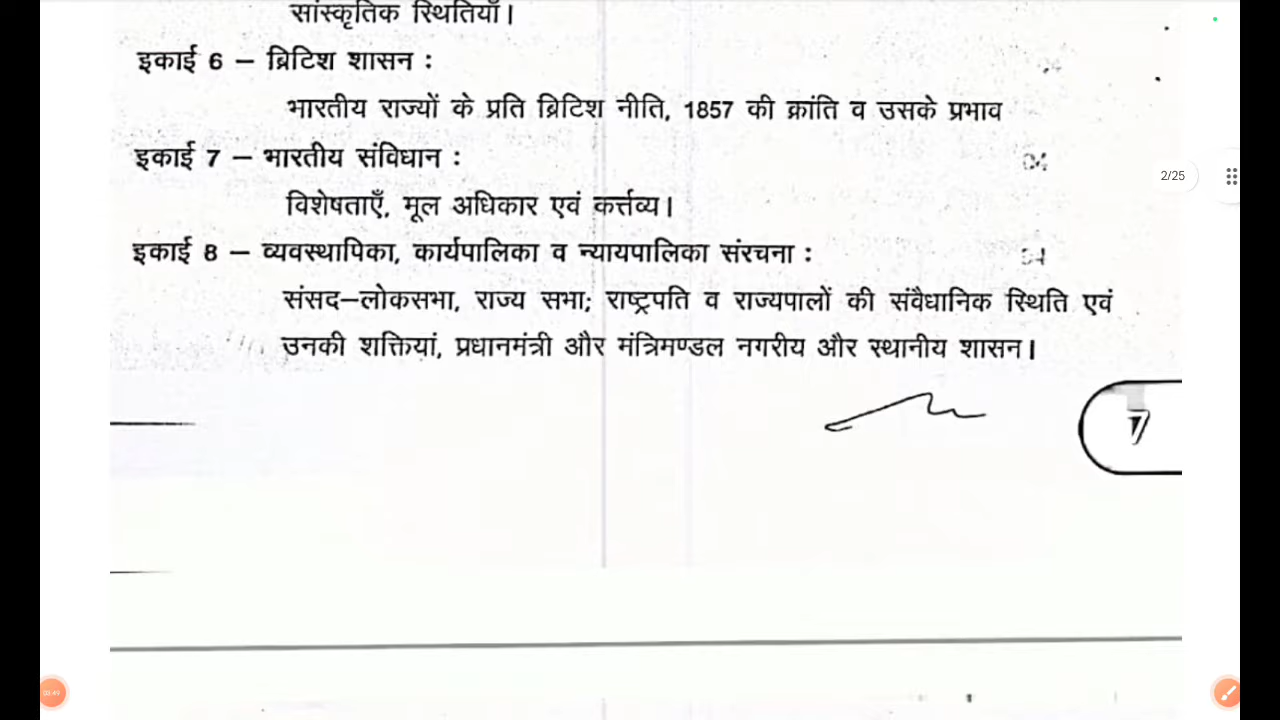 सांस्कृतिक स्थितियाँ।
इकाई 6 – ब्रिटिश शासन :
भारतीय राज्यों के प्रति ब्रिटिश नीति, 1857 की क्रांति व उसके प्रभाव
इकाई 7 – भारतीय संविधान : 04
2/25
विशेषताएँ, मूल अधिकार एवं कर्त्तव्य।
इकाई 8 – व्यवस्थापिका, कार्यपालिका व न्यायपालिका संरचना :
संसद–लोकसभा, राज्य सभा; राष्ट्रपति व राज्यपालों की संवैधानिक स्थिति एवं
उनकी शक्तियां, प्रधानमंत्री और मंत्रिमण्डल नगरीय और स्थानीय शासन।
7